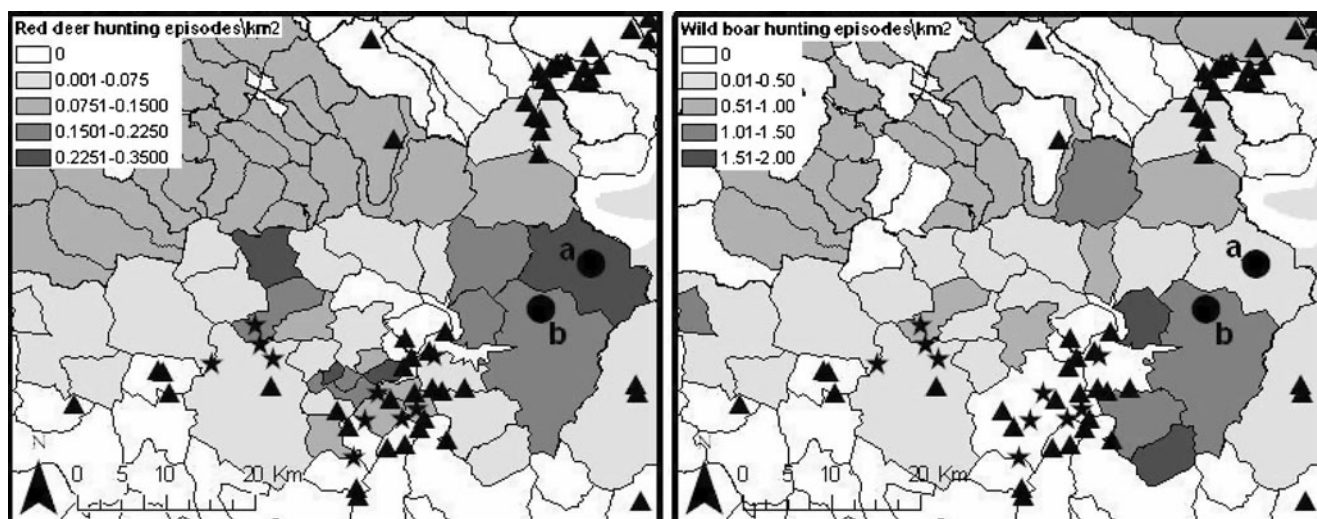 Red deer hunting episodes\km2
0
0.001-0.075
0.0751-0.1500
0.1501-0.2250
0.2251-0.3500
a
b
N
0 5 10 20 Km
Wild boar hunting episodes\km2
0
0.01-0.50
0.51-1.00
1.01-1.50
1.51-2.00
a
b
N
0 5 10 20 Km